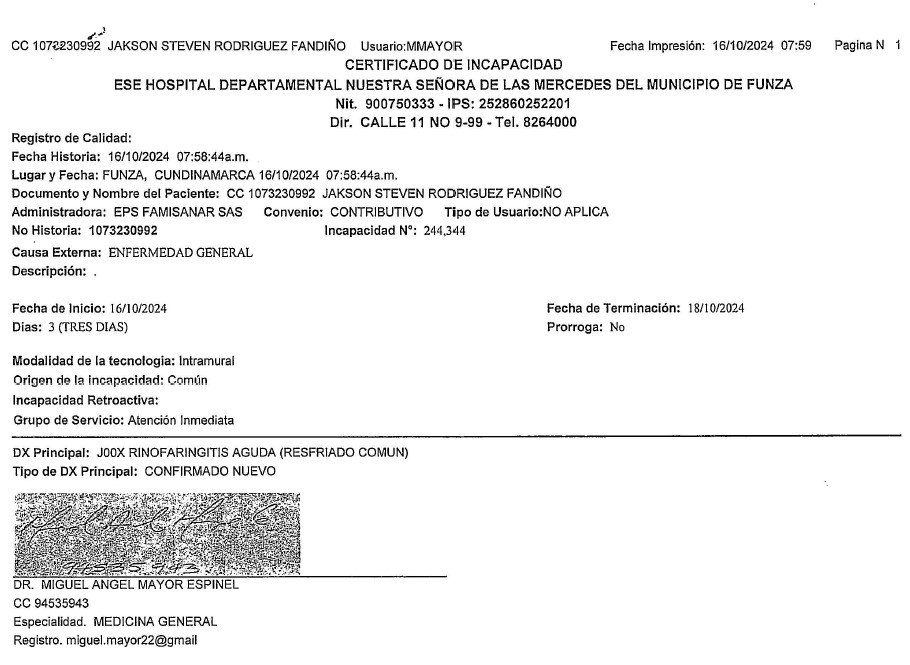 CC 1073230992 JAKSON STEVEN RODRIGUEZ FANDIÑO Usuario:MMAYOR Fecha Impresión: 16/10/2024 07:59 Pagina N 1
CERTIFICADO DE INCAPACIDAD
ESE HOSPITAL DEPARTAMENTAL NUESTRA SEÑORA DE LAS MERCEDES DEL MUNICIPIO DE FUNZA
Nit. 900750333 - IPS: 252860252201
Dir. CALLE 11 NO 9-99 - Tel. 8264000
Registro de Calidad:
Fecha Historia: 16/10/2024 07:58:44a.m.
Lugar y Fecha: FUNZA, CUNDINAMARCA 16/10/2024 07:58:44a.m.
Documento y Nombre del Paciente: CC 1073230992 JAKSON STEVEN RODRIGUEZ FANDIÑO
Administradora: EPS FAMISANAR SAS Convenio: CONTRIBUTIVO Tipo de Usuario:NO APLICA
No Historia: 1073230992 Incapacidad N°: 244,344
Causa Externa: ENFERMEDAD GENERAL
Descripción: .
Fecha de Inicio: 16/10/2024 Fecha de Terminación: 18/10/2024
Dias: 3 (TRES DIAS) Prorroga: No
Modalidad de la tecnologia: Intramural
Origen de la incapacidad: Común
Incapacidad Retroactiva:
Grupo de Servicio: Atención Inmediata
DX Principal: J00X RINOFARINGITIS AGUDA (RESFRIADO COMUN)
Tipo de DX Principal: CONFIRMADO NUEVO
94535943
DR. MIGUEL ANGEL MAYOR ESPINEL
CC 94535943
Especialidad. MEDICINA GENERAL
Registro. miguel.mayor22@gmail